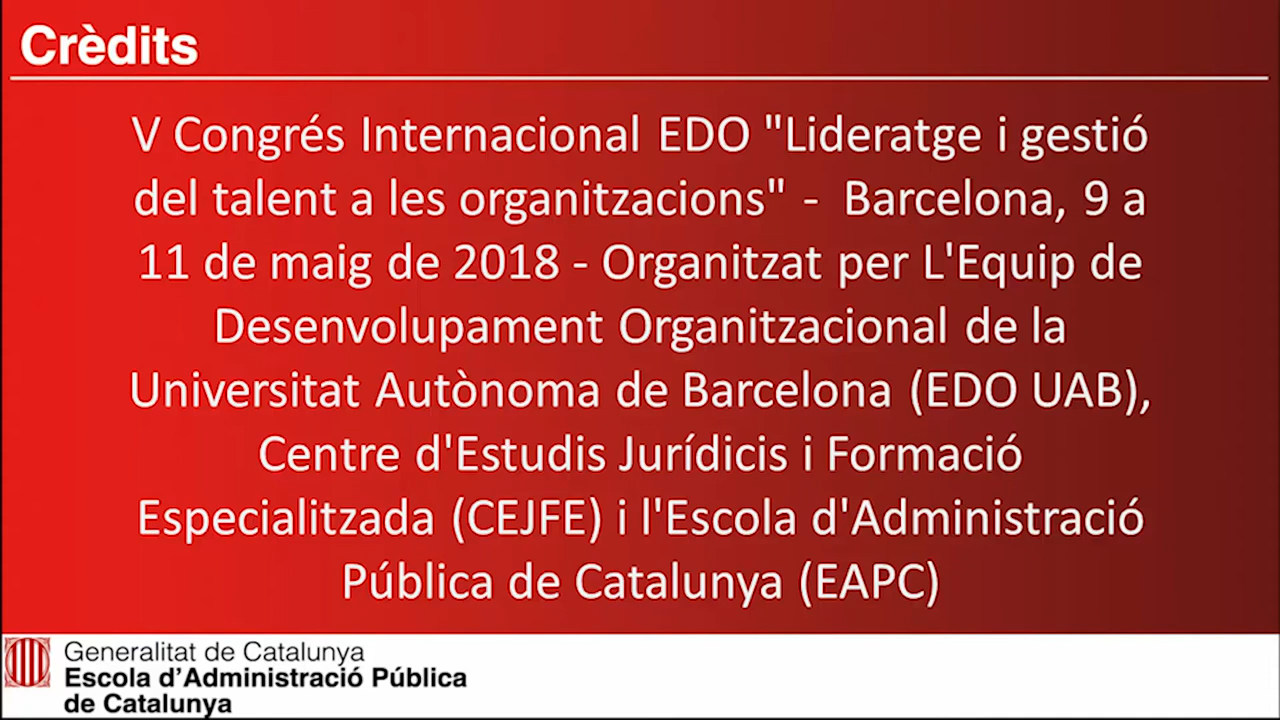 Crèdits
V Congrés Internacional EDO "Lideratge i gestió
del talent a les organitzacions" - Barcelona, 9 a
11 de maig de 2018 - Organitzat per L'Equip de
Desenvolupament Organitzacional de la
Universitat Autònoma de Barcelona (EDO UAB),
Centre d'Estudis Jurídicis i Formació
Especialitzada (CEJFE) i l'Escola d'Administració
Pública de Catalunya (EAPC)
Generalitat de Catalunya
Escola d’Administració Pública
de Catalunya